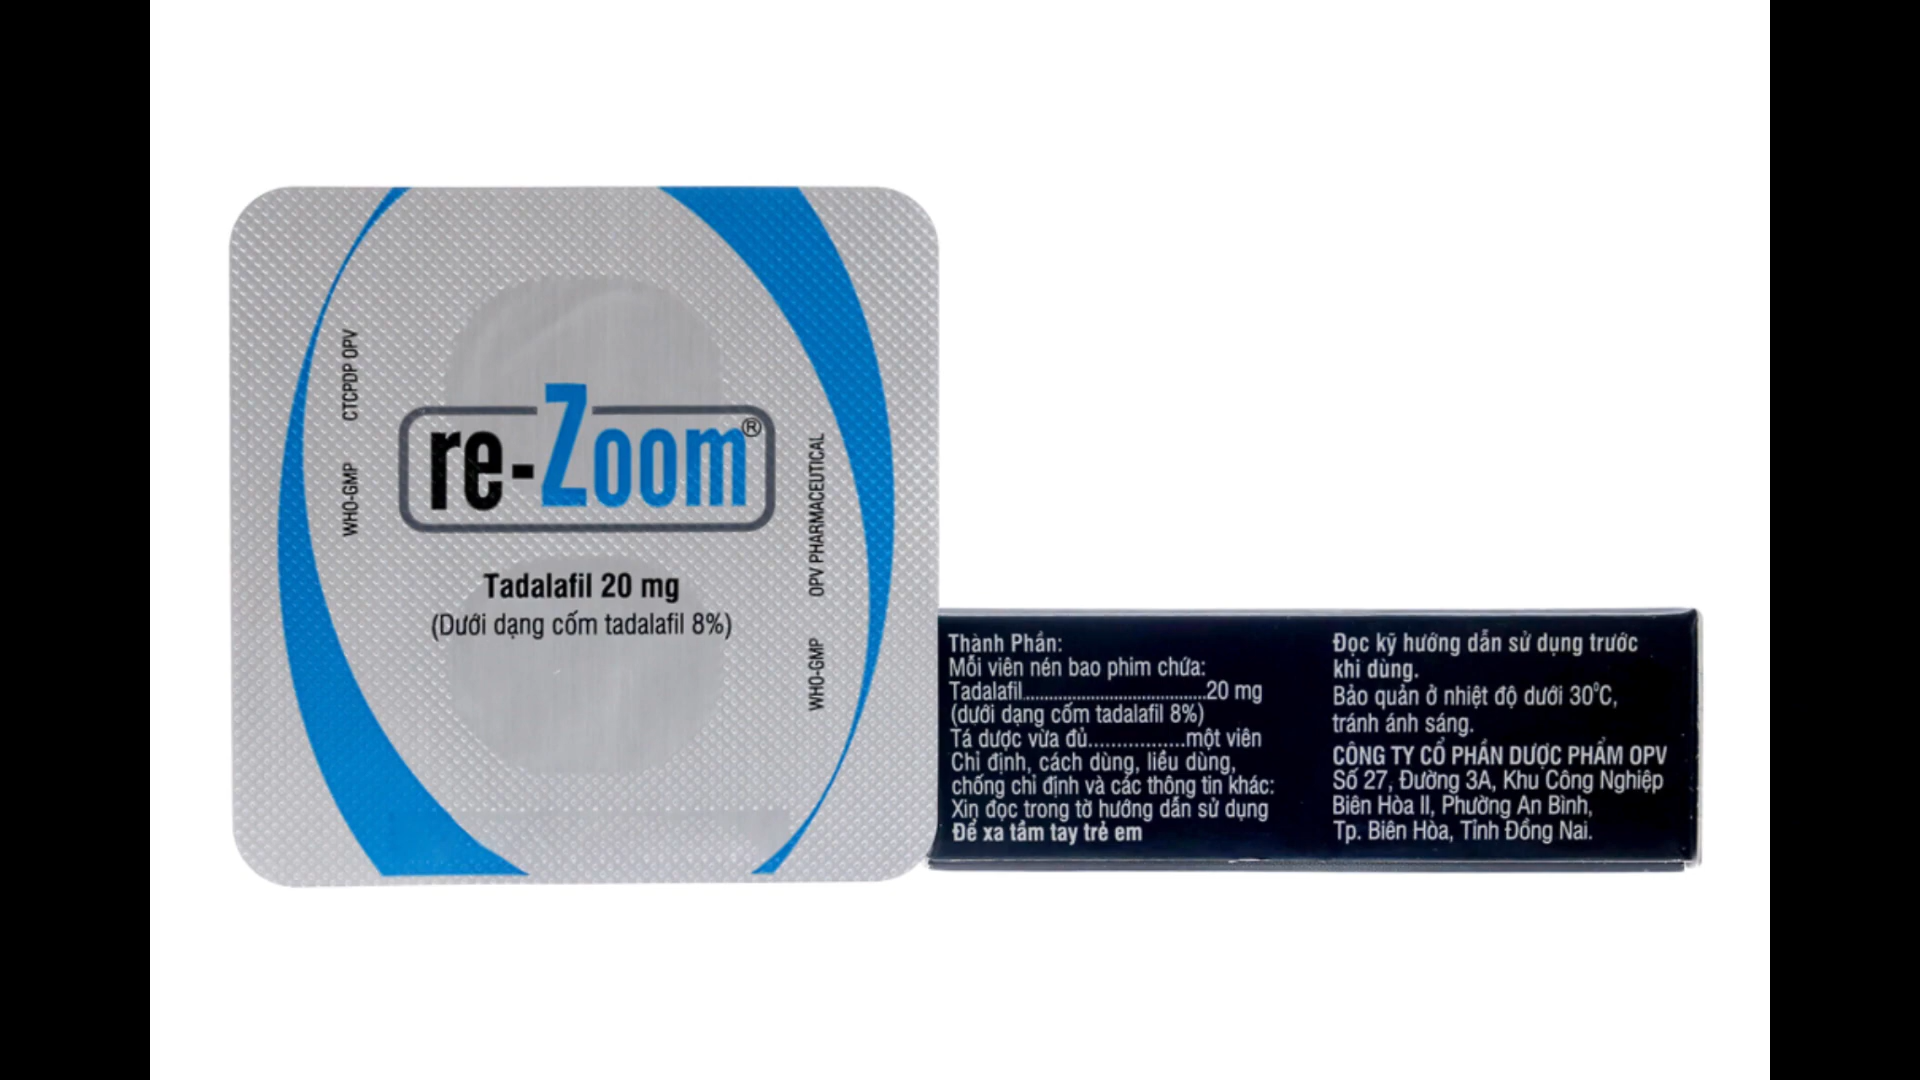 WHO-GMP CTCPDP OPV
re-Zoom®
Tadalafil 20 mg
(Dưới dạng cốm tadalafil 8%)
WHO-GMP OPV PHARMACEUTICAL
Thành Phần:
Mỗi viên nén bao phim chứa:
Tadalafil........................................20 mg
(dưới dạng cốm tadalafil 8%)
Tá dược vừa đủ.................một viên
Chỉ định, cách dùng, liều dùng,
chống chỉ định và các thông tin khác:
Xin đọc trong tờ hướng dẫn sử dụng
Để xa tầm tay trẻ em
Đọc kỹ hướng dẫn sử dụng trước
khi dùng.
Bảo quản ở nhiệt độ dưới 30⁰C,
tránh ánh sáng.
CÔNG TY CỔ PHẦN DƯỢC PHẨM OPV
Số 27, Đường 3A, Khu Công Nghiệp
Biên Hòa II, Phường An Bình,
Tp. Biên Hòa, Tỉnh Đồng Nai.